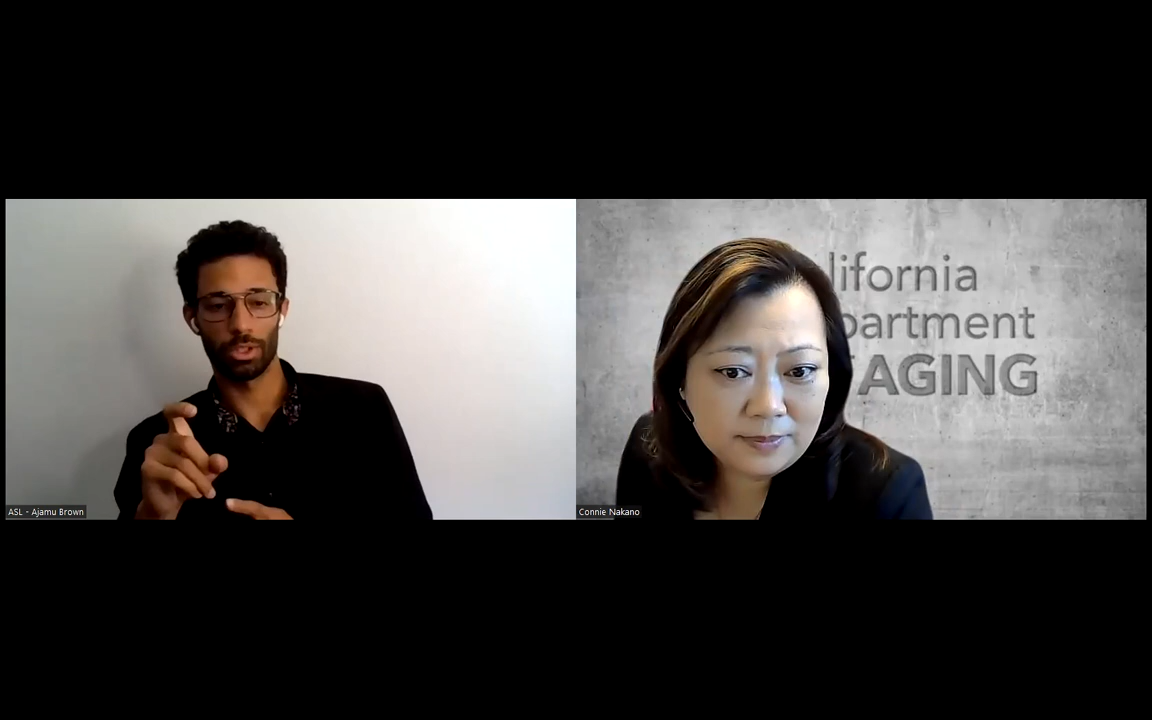 lifornia
partment
AGING
ASL - Ajamu Brown
Connie Nakano